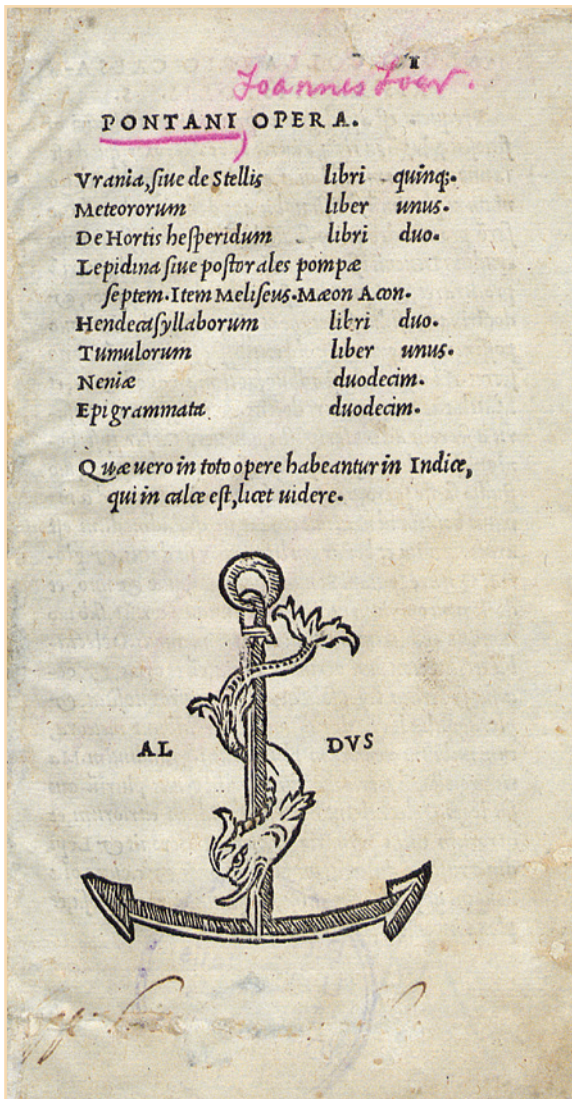 1
Joannes Joav.
PONTANI, OPERA.
Vrania, siue de Stellis libri quinq;.
Meteororum liber unus.
De Hortis hesperidum libri duo.
Lepidina siue postorales pompæ
septem. Item Meliseus. Mæon Acon.
Hendecasyllaborum libri duo.
Tumulorum liber unus.
Neniæ duodecim.
Epigrammata duodecim.
Quæ uero in toto opere habeantur in Indice,
qui in calce est, licet uidere.
AL DVS